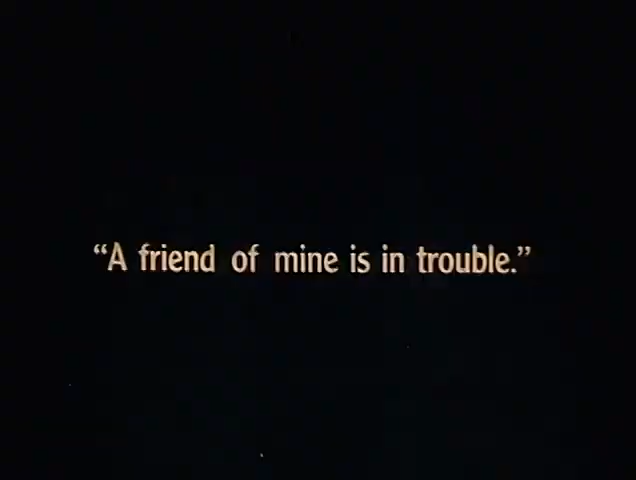 “A friend of mine is in trouble.”